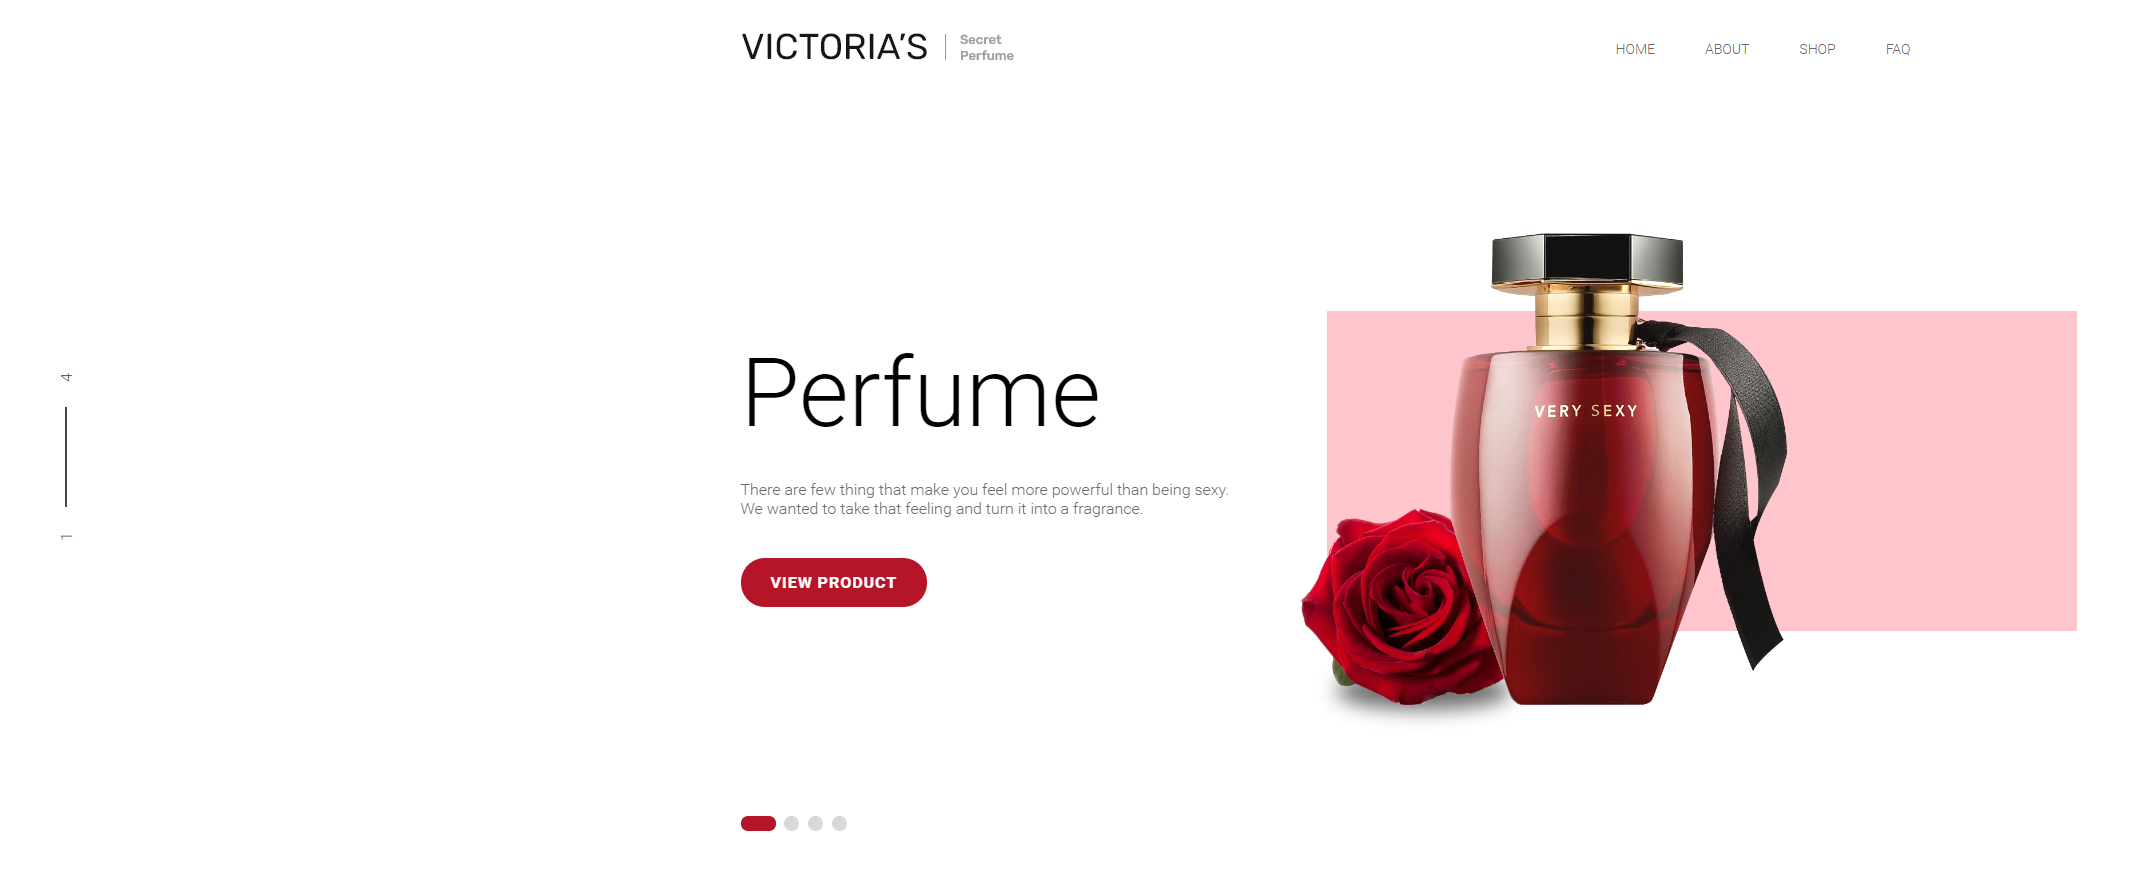 VICTORIA'S
Secret
Perfume
HOME ABOUT SHOP FAQ
4
1
Perfume
There are few thing that make you feel more powerful than being sexy.
We wanted to take that feeling and turn it into a fragrance.
VIEW PRODUCT
VERY SEXY